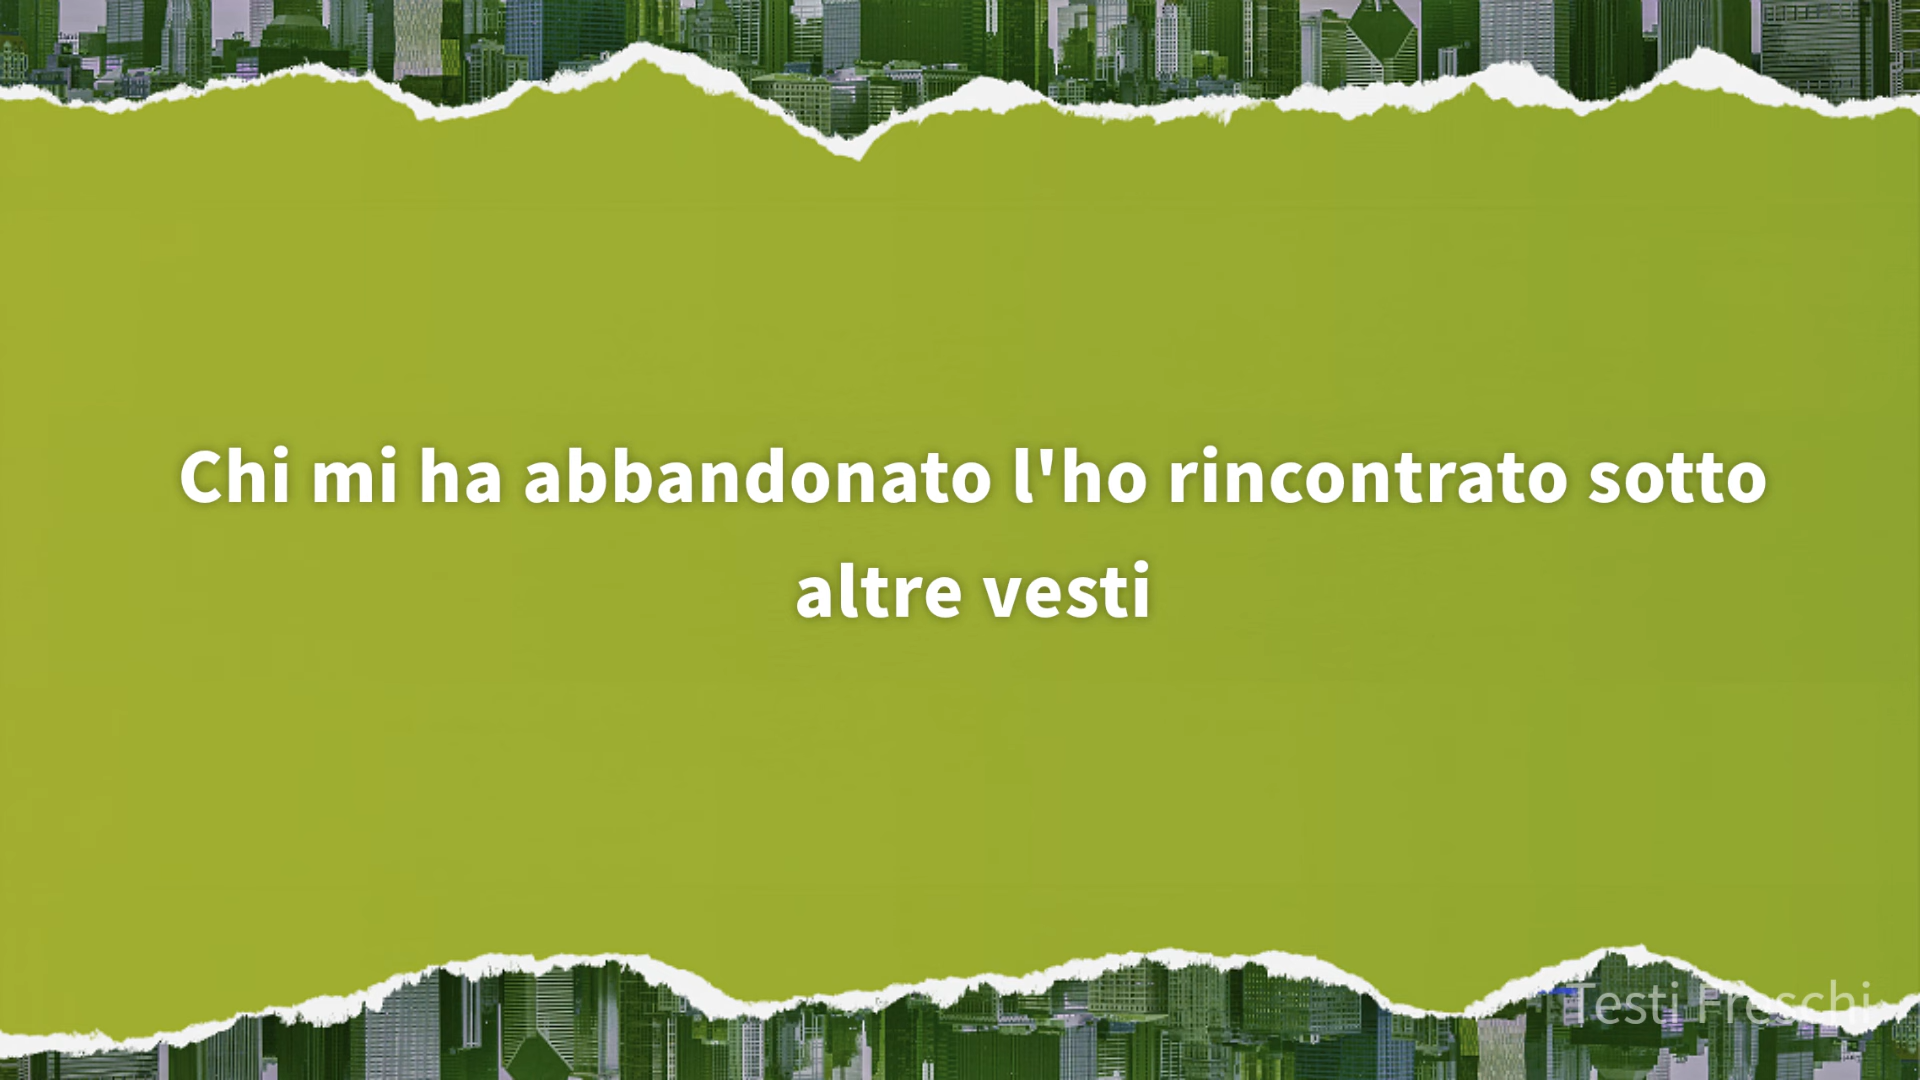 Chi mi ha abbandonato l'ho rincontrato sotto
altre vesti
Testi Freschi